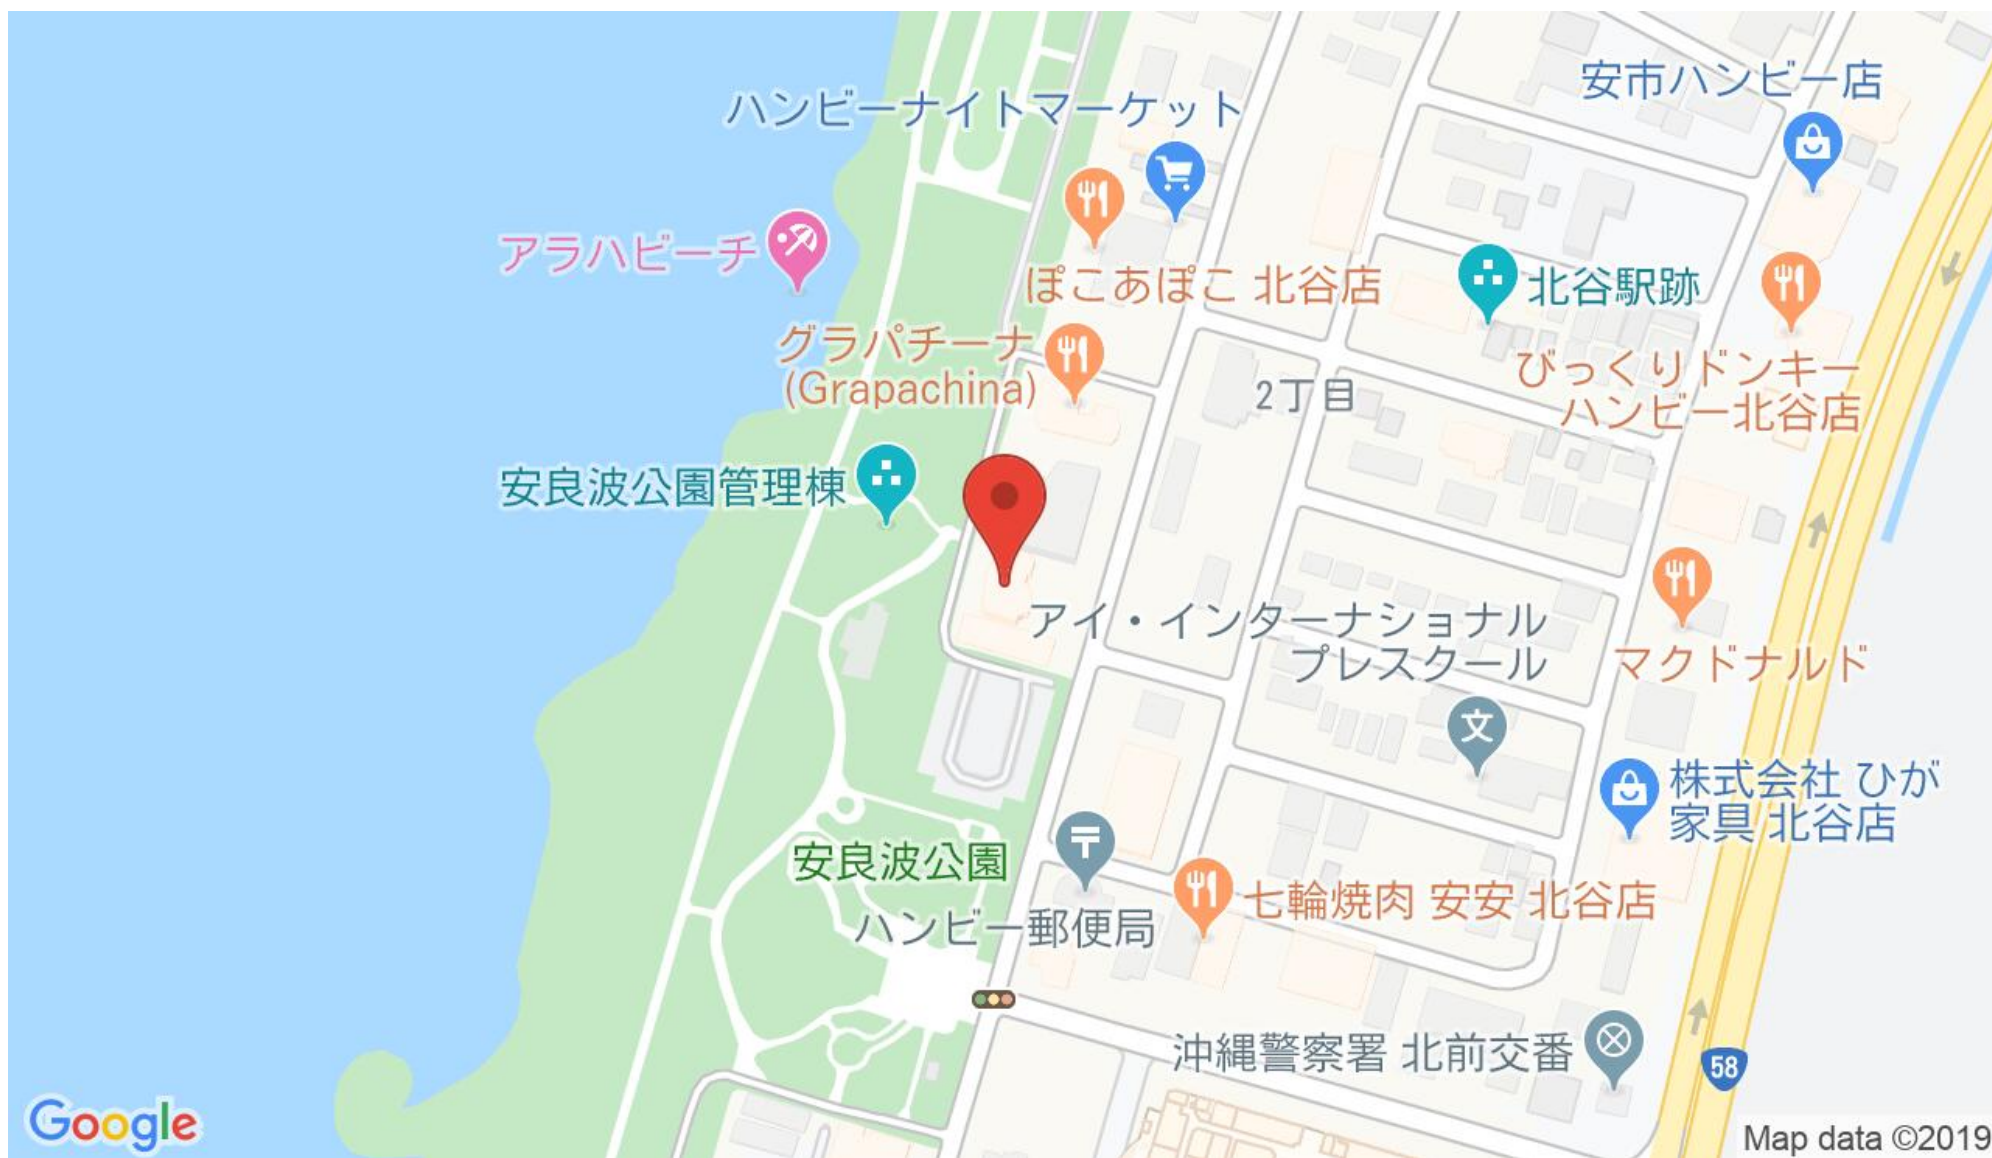 安市ハンビー店
ハンビーナイトマーケット
アラハビーチ
ぽこあぽこ 北谷店
北谷駅跡
グラパチーナ
(Grapachina)
びっくりドンキー
ハンビー北谷店
2丁目
安良波公園管理棟
アイ・インターナショナル
プレスクール
マクドナルド
文
株式会社 ひが
家具 北谷店
安良波公園
〒
ハンビー郵便局
七輪焼肉 安安 北谷店
沖縄警察署 北前交番
58
Google
Map data ©2019